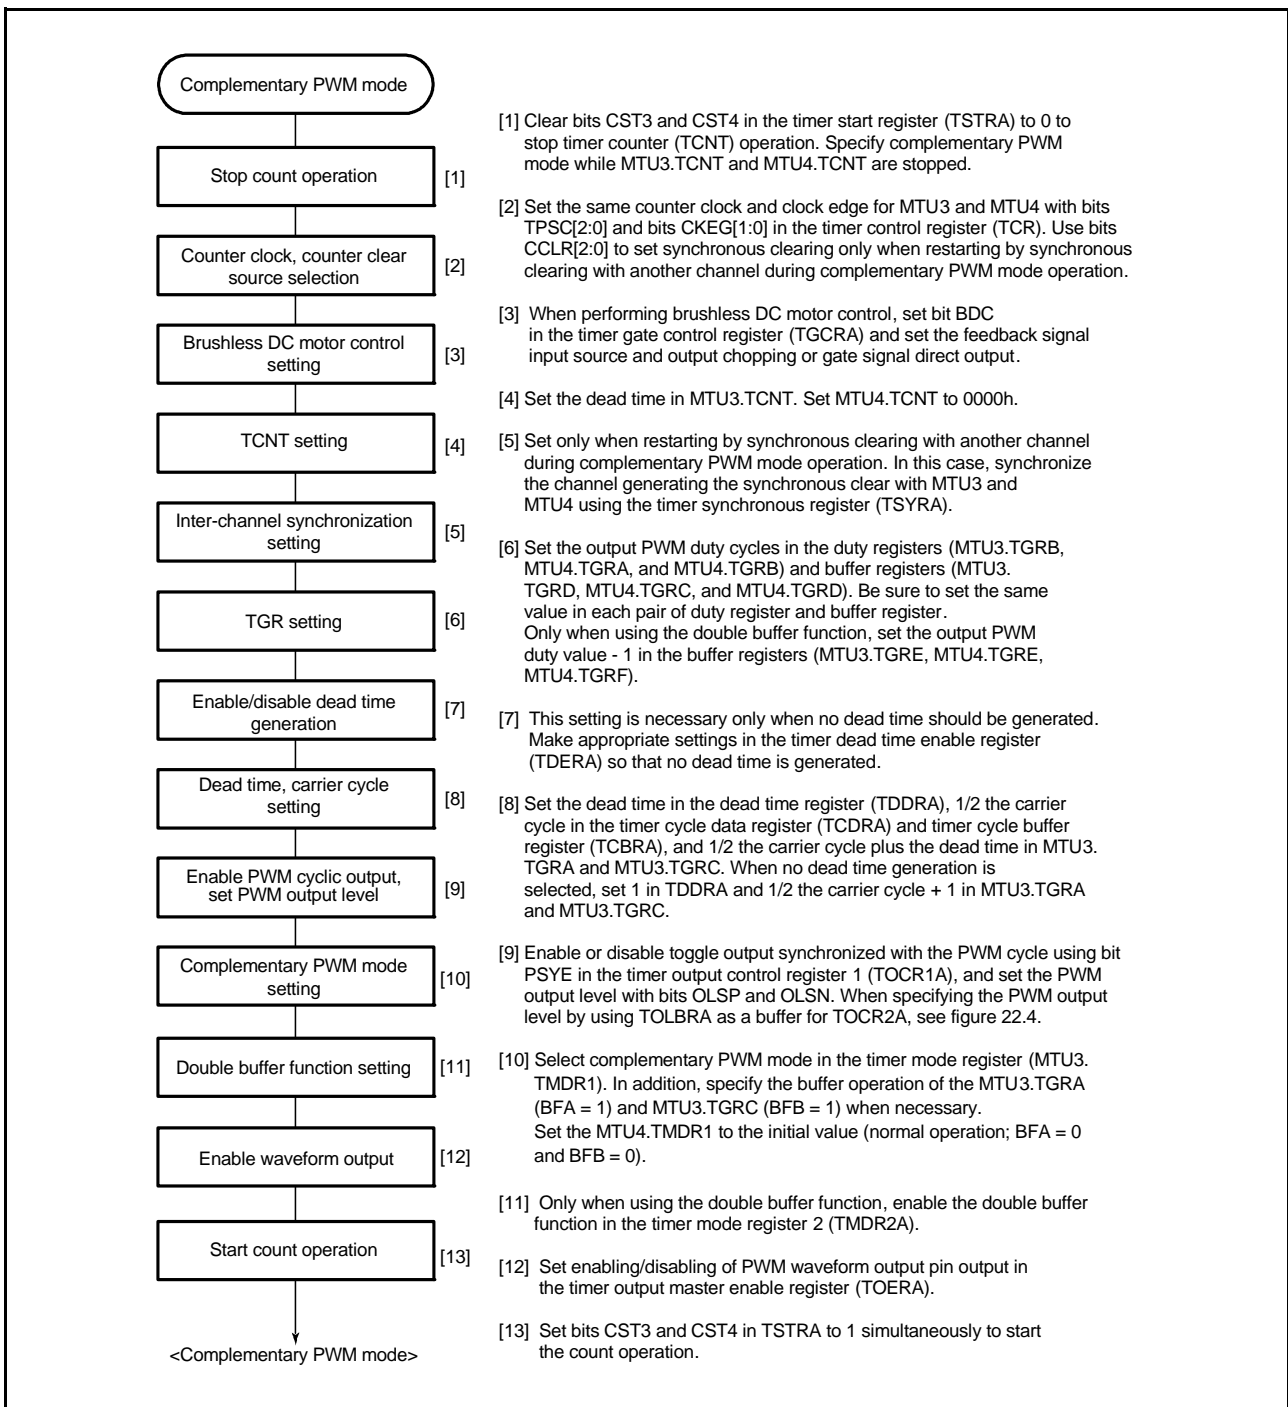 Complementary PWM mode
Stop count operation
[1]
Counter clock, counter clear
source selection
[2]
Brushless DC motor control
setting
[3]
TCNT setting
[4]
Inter-channel synchronization
setting
[5]
TGR setting
[6]
Enable/disable dead time
generation
[7]
Dead time, carrier cycle
setting
[8]
Enable PWM cyclic output,
set PWM output level
[9]
Complementary PWM mode
setting
[10]
Double buffer function setting
[11]
Enable waveform output
[12]
Start count operation
[13]
<Complementary PWM mode>
[1] Clear bits CST3 and CST4 in the timer start register (TSTRA) to 0 to
stop timer counter (TCNT) operation. Specify complementary PWM
mode while MTU3.TCNT and MTU4.TCNT are stopped.
[2] Set the same counter clock and clock edge for MTU3 and MTU4 with bits
TPSC[2:0] and bits CKEG[1:0] in the timer control register (TCR). Use bits
CCLR[2:0] to set synchronous clearing only when restarting by synchronous
clearing with another channel during complementary PWM mode operation.
[3] When performing brushless DC motor control, set bit BDC
in the timer gate control register (TGCRA) and set the feedback signal
input source and output chopping or gate signal direct output.
[4] Set the dead time in MTU3.TCNT. Set MTU4.TCNT to 0000h.
[5] Set only when restarting by synchronous clearing with another channel
during complementary PWM mode operation. In this case, synchronize
the channel generating the synchronous clear with MTU3 and
MTU4 using the timer synchronous register (TSYRA).
[6] Set the output PWM duty cycles in the duty registers (MTU3.TGRB,
MTU4.TGRA, and MTU4.TGRB) and buffer registers (MTU3.
TGRD, MTU4.TGRC, and MTU4.TGRD). Be sure to set the same
value in each pair of duty register and buffer register.
Only when using the double buffer function, set the output PWM
duty value - 1 in the buffer registers (MTU3.TGRE, MTU4.TGRE,
MTU4.TGRF).
[7] This setting is necessary only when no dead time should be generated.
Make appropriate settings in the timer dead time enable register
(TDERA) so that no dead time is generated.
[8] Set the dead time in the dead time register (TDDRA), 1/2 the carrier
cycle in the timer cycle data register (TCDRA) and timer cycle buffer
register (TCBRA), and 1/2 the carrier cycle plus the dead time in MTU3.
TGRA and MTU3.TGRC. When no dead time generation is
selected, set 1 in TDDRA and 1/2 the carrier cycle + 1 in MTU3.TGRA
and MTU3.TGRC.
[9] Enable or disable toggle output synchronized with the PWM cycle using bit
PSYE in the timer output control register 1 (TOCR1A), and set the PWM
output level with bits OLSP and OLSN. When specifying the PWM output
level by using TOLBRA as a buffer for TOCR2A, see figure 22.4.
[10] Select complementary PWM mode in the timer mode register (MTU3.
TMDR1). In addition, specify the buffer operation of the MTU3.TGRA
(BFA = 1) and MTU3.TGRC (BFB = 1) when necessary.
Set the MTU4.TMDR1 to the initial value (normal operation; BFA = 0
and BFB = 0).
[11] Only when using the double buffer function, enable the double buffer
function in the timer mode register 2 (TMDR2A).
[12] Set enabling/disabling of PWM waveform output pin output in
the timer output master enable register (TOERA).
[13] Set bits CST3 and CST4 in TSTRA to 1 simultaneously to start
the count operation.